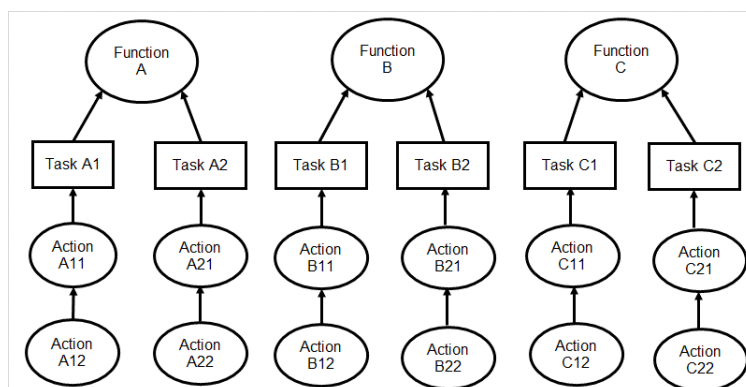 Function
A
Function
B
Function
C
Task A1
Task A2
Task B1
Task B2
Task C1
Task C2
Action
A11
Action
A21
Action
B11
Action
B21
Action
C11
Action
C21
Action
A12
Action
A22
Action
B12
Action
B22
Action
C12
Action
C22